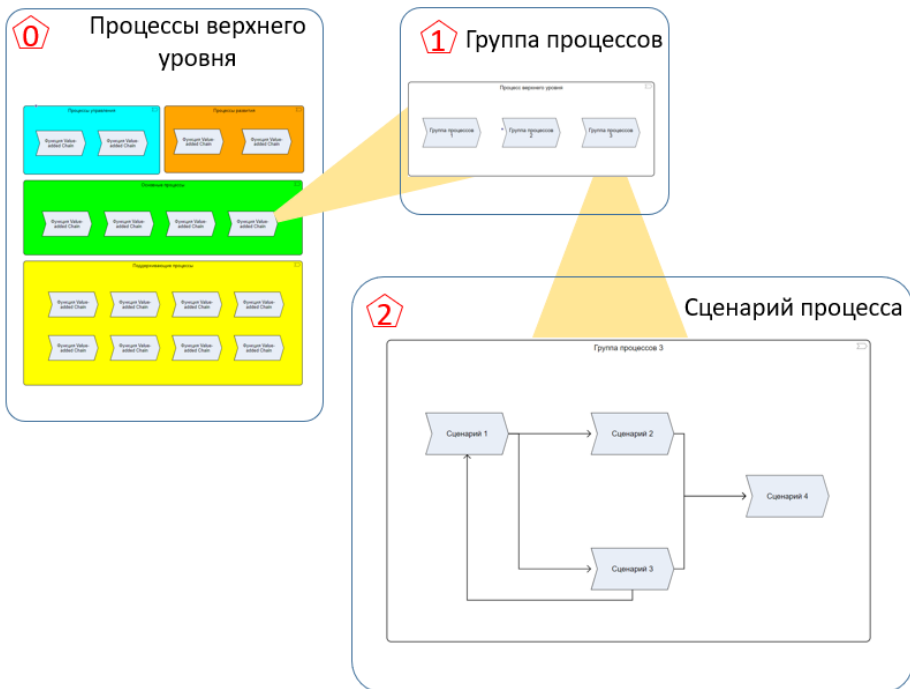 0
Процессы верхнего
уровня
Процессы управления
Функция Value-
added Chain
Функция Value-
added Chain
Процессы развития
Функция Value-
added Chain
Функция Value-
added Chain
Основные процессы
Функция Value-
added Chain
Функция Value-
added Chain
Функция Value-
added Chain
Функция Value-
added Chain
Поддерживающие процессы
Функция Value-
added Chain
Функция Value-
added Chain
Функция Value-
added Chain
Функция Value-
added Chain
Функция Value-
added Chain
Функция Value-
added Chain
Функция Value-
added Chain
Функция Value-
added Chain
1
Группа процессов
Процесс верхнего уровня
Группа процессов
1
Группа процессов
2
Группа процессов
3
2
Сценарий процесса
Группа процессов 3
Сценарий 1
Сценарий 2
Сценарий 3
Сценарий 4